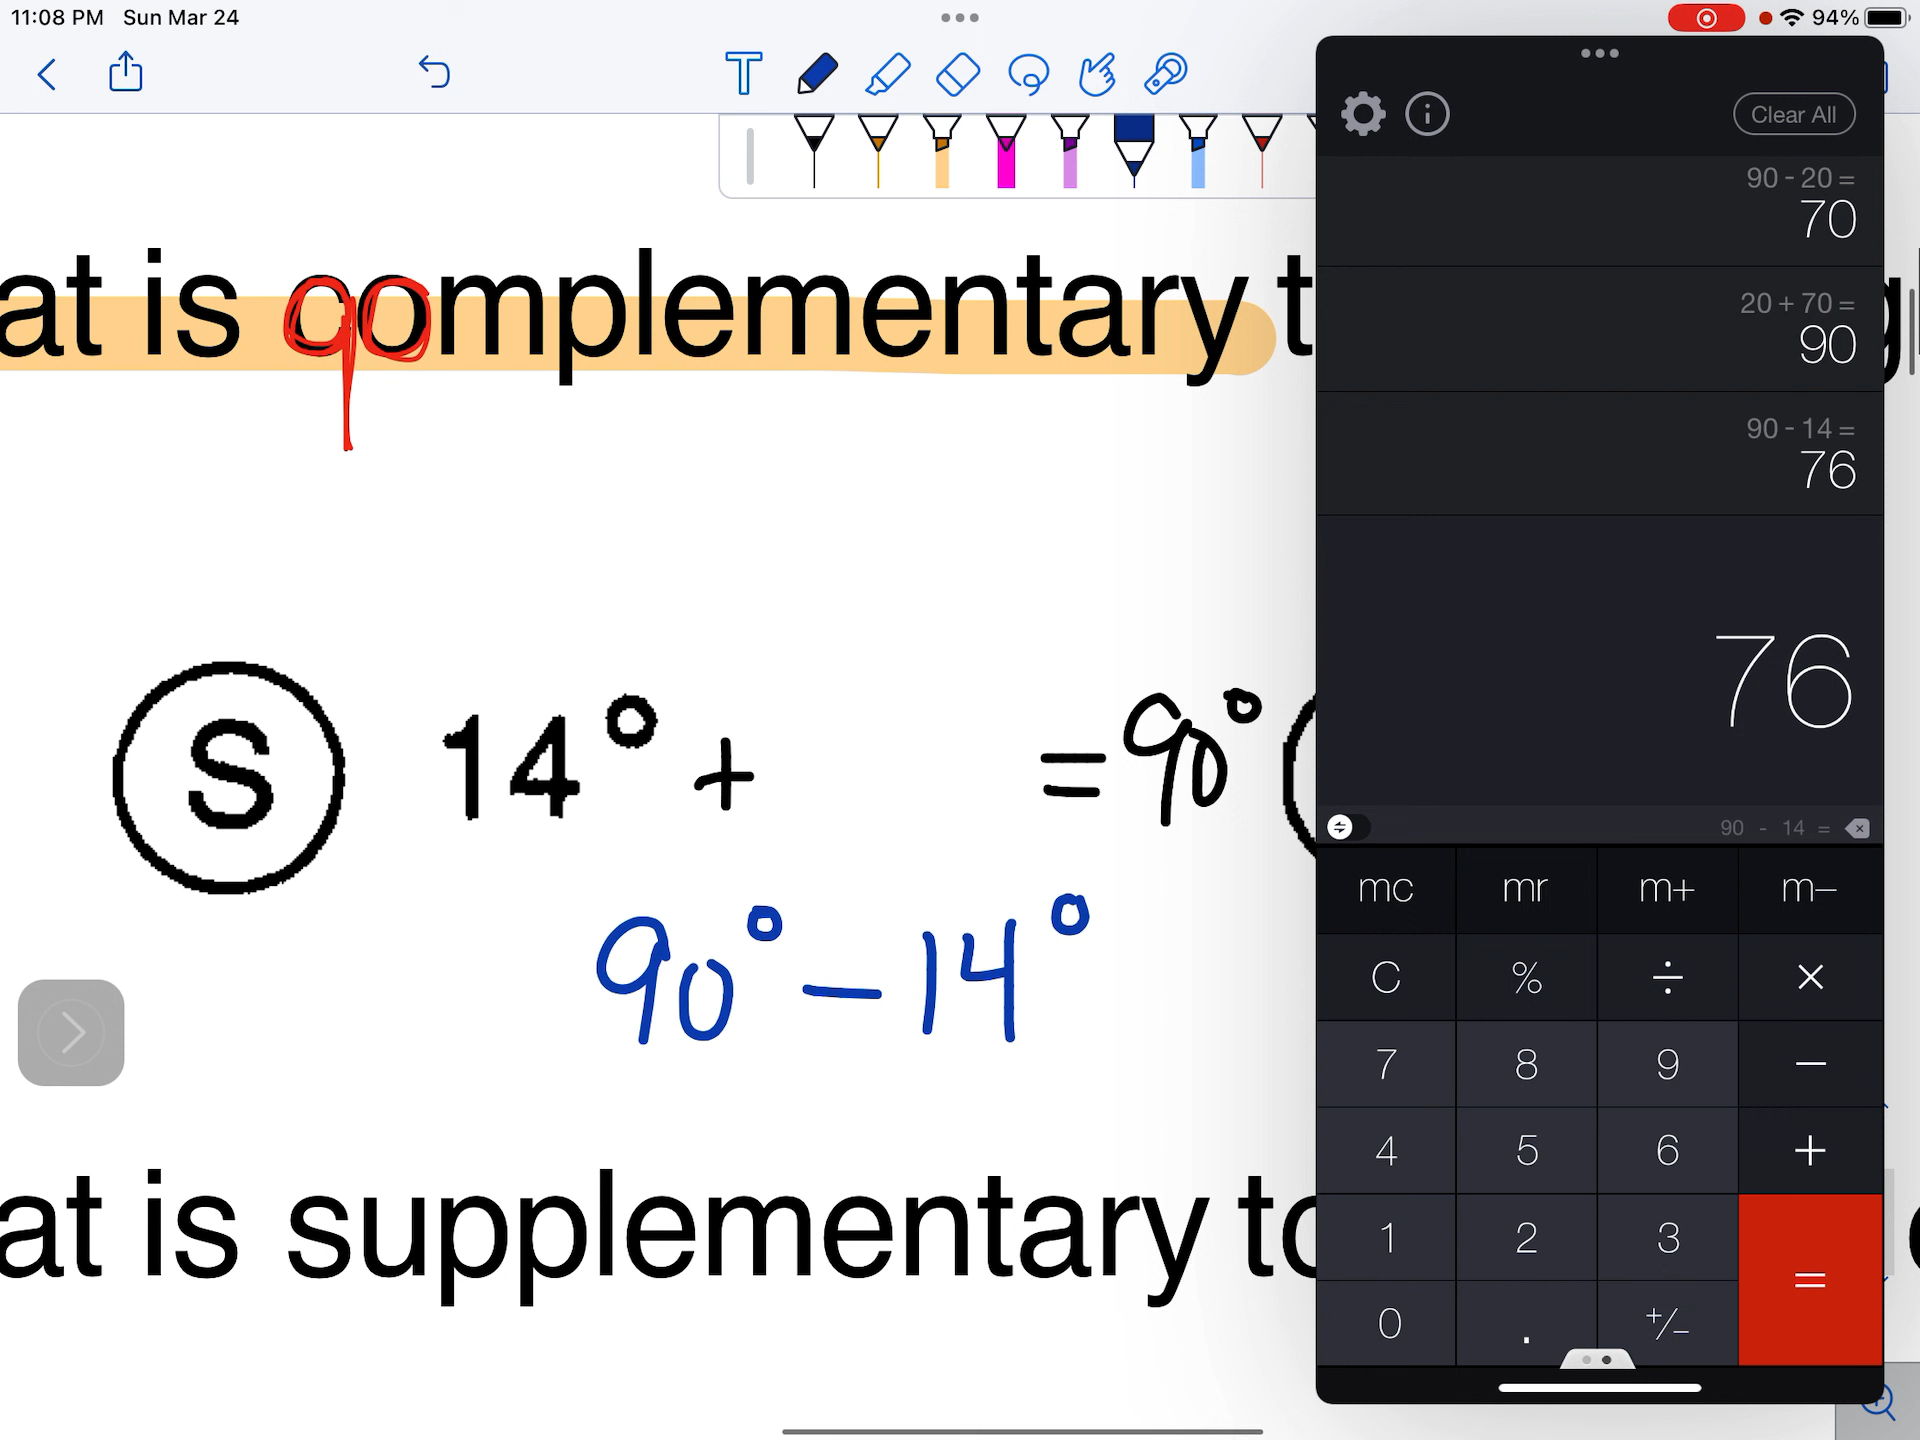 11:08 PM Sun Mar 24
94%
T
Clear All
90 - 20 =
70
20 + 70 =
90
90 - 14 =
76
76
90 - 14 =
mc mr m+ m–
C % ÷ ×
7 8 9 −
4 5 6 +
1 2 3
=
0 . +/−
at is complementary t
90
S 14° + = 90°
90° – 14°
at is supplementary to